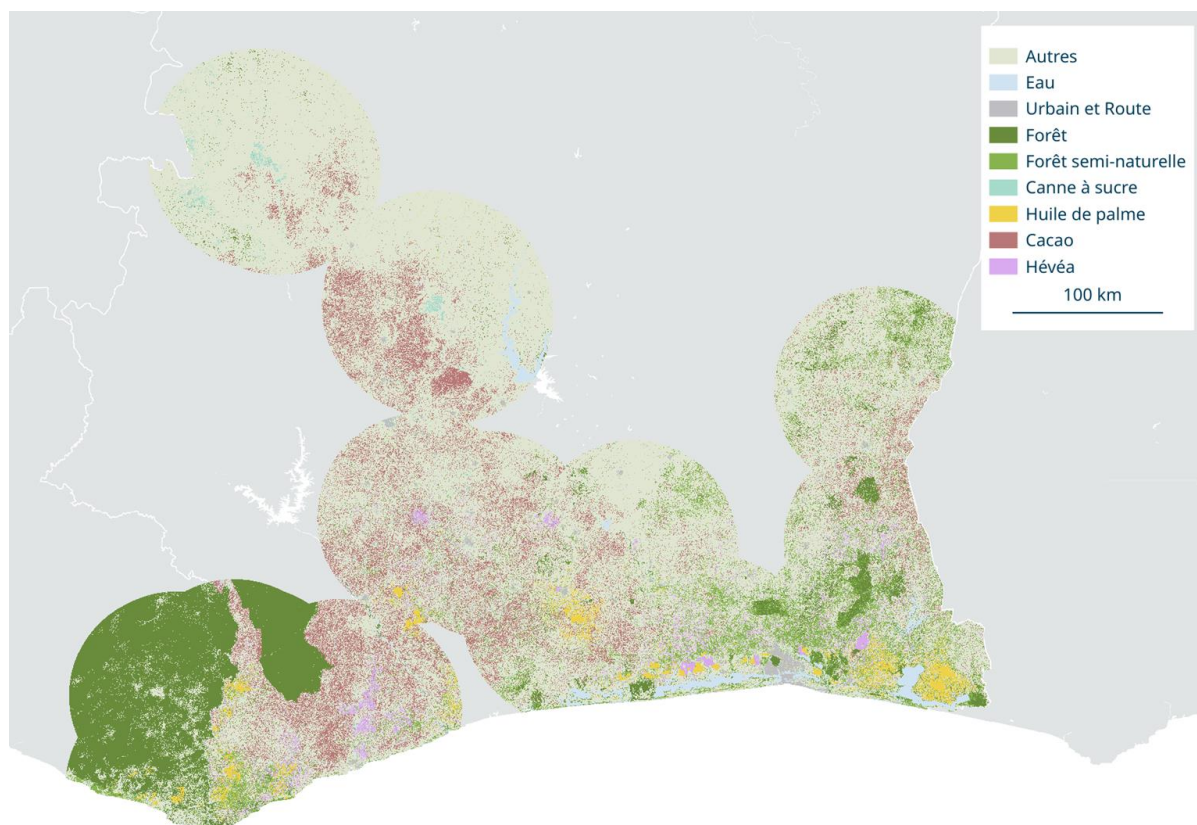 Autres
Eau
Urbain et Route
Forêt
Forêt semi-naturelle
Canne à sucre
Huile de palme
Cacao
Hévéa
100 km